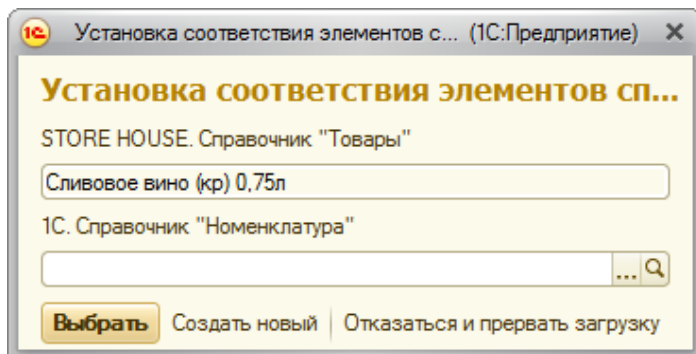 1С Установка соответствия элементов с... (1С:Предприятие)
Установка соответствия элементов сп...
STORE HOUSE. Справочник "Товары"
Сливовое вино (кр) 0,75л
1С. Справочник "Номенклатура"
...
Выбрать Создать новый Отказаться и прервать загрузку